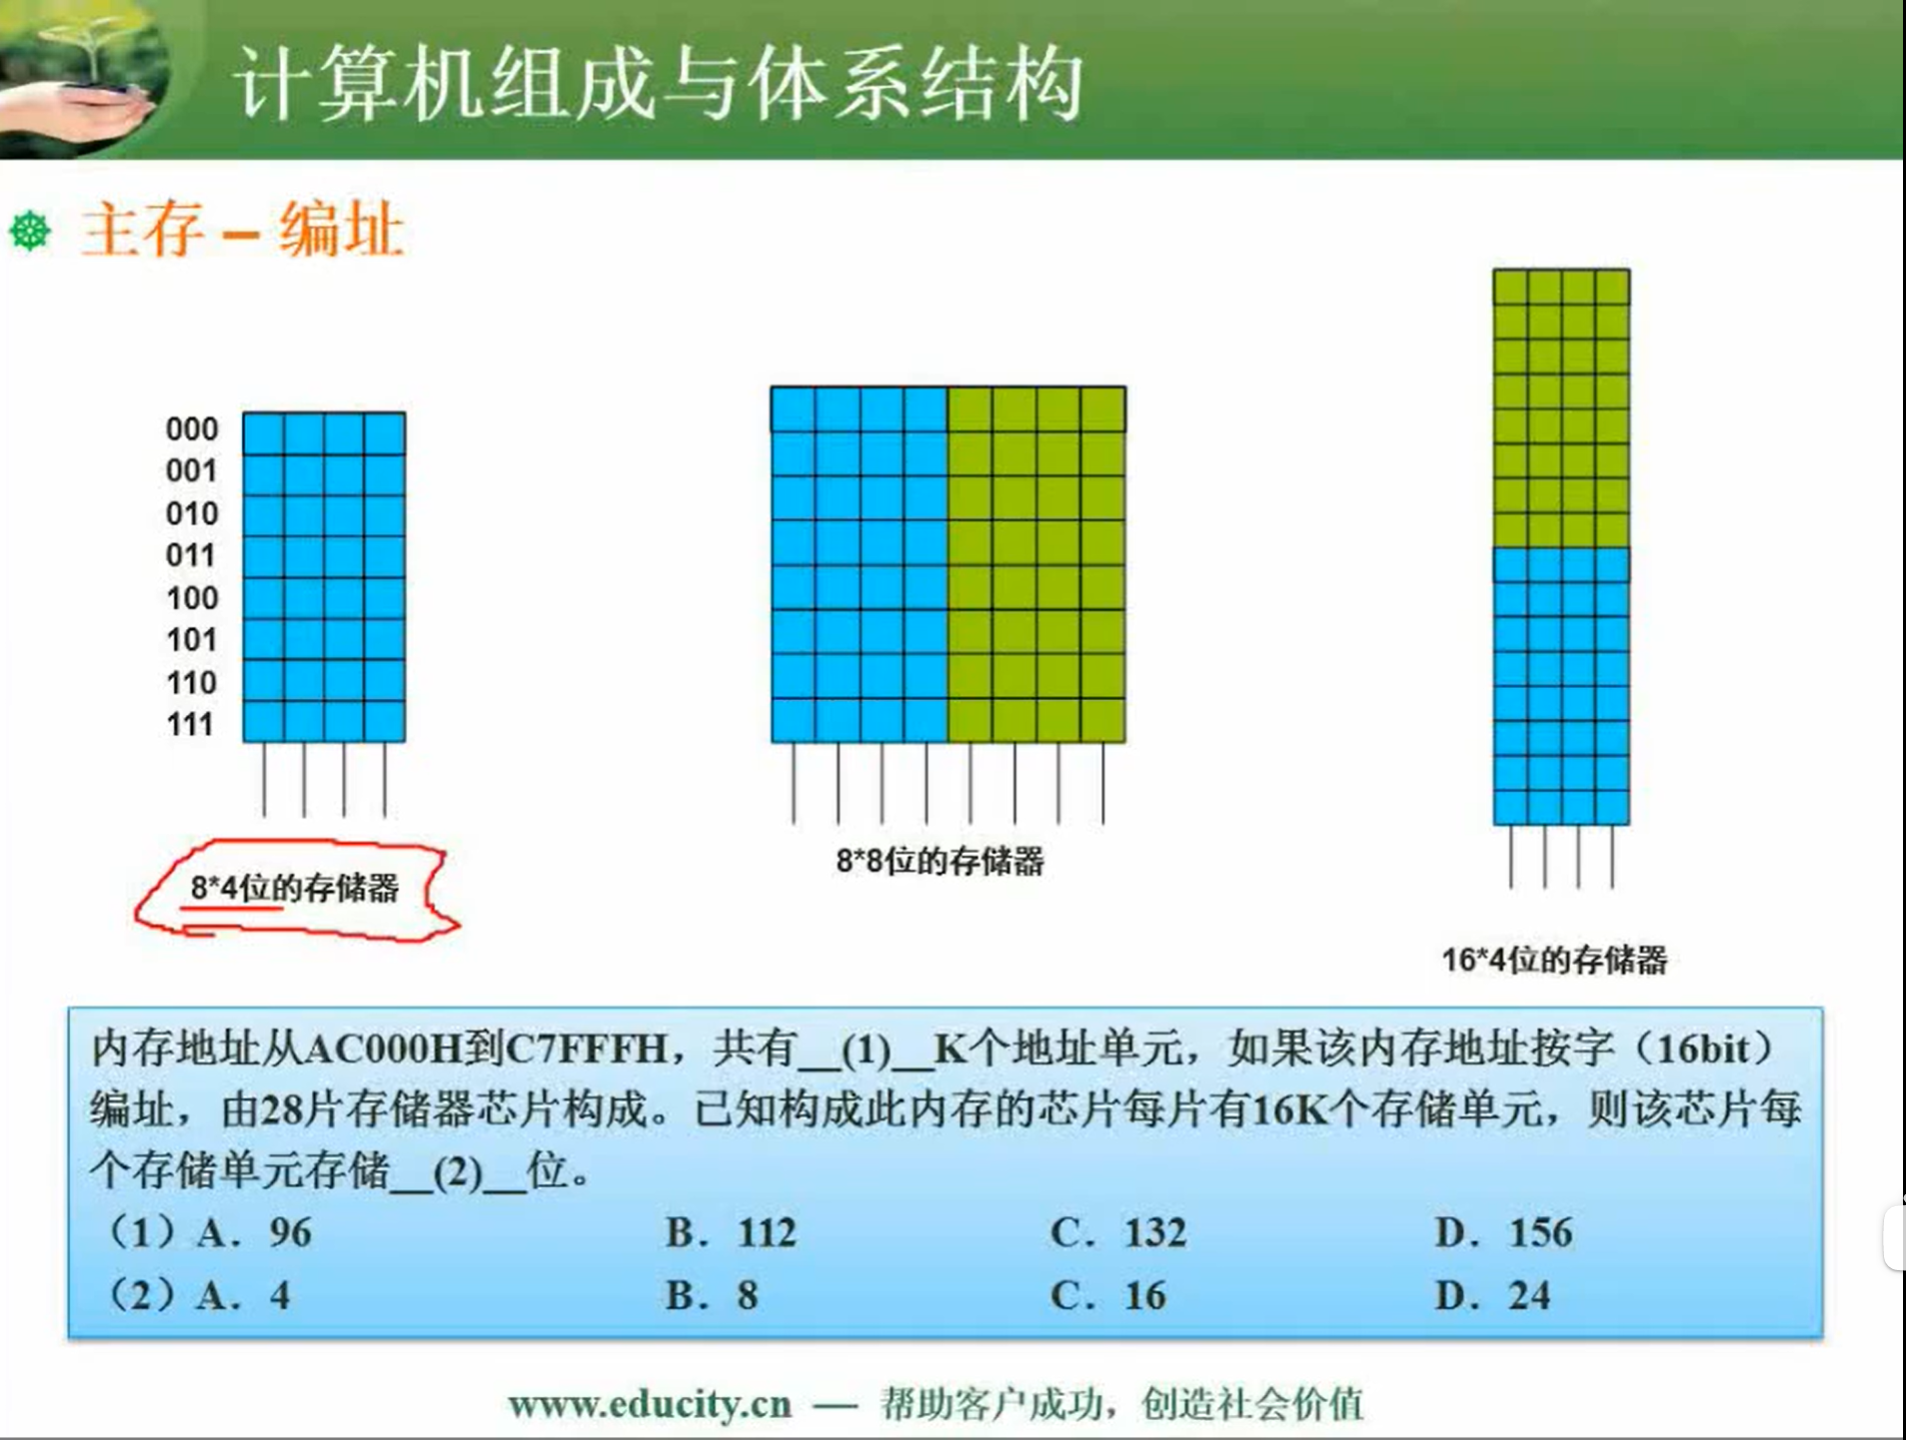 计算机组成与体系结构
主存 – 编址
000
001
010
011
100
101
110
111
8*4位的存储器
8*8位的存储器
16*4位的存储器
内存地址从AC000H到C7FFFH，共有__(1)__K个地址单元，如果该内存地址按字（16bit）
编址，由28片存储器芯片构成。已知构成此内存的芯片每片有16K个存储单元，则该芯片每
个存储单元存储__(2)__位。
（1）A．96 B．112 C．132 D．156
（2）A．4 B．8 C．16 D．24
www.educity.cn — 帮助客户成功，创造社会价值